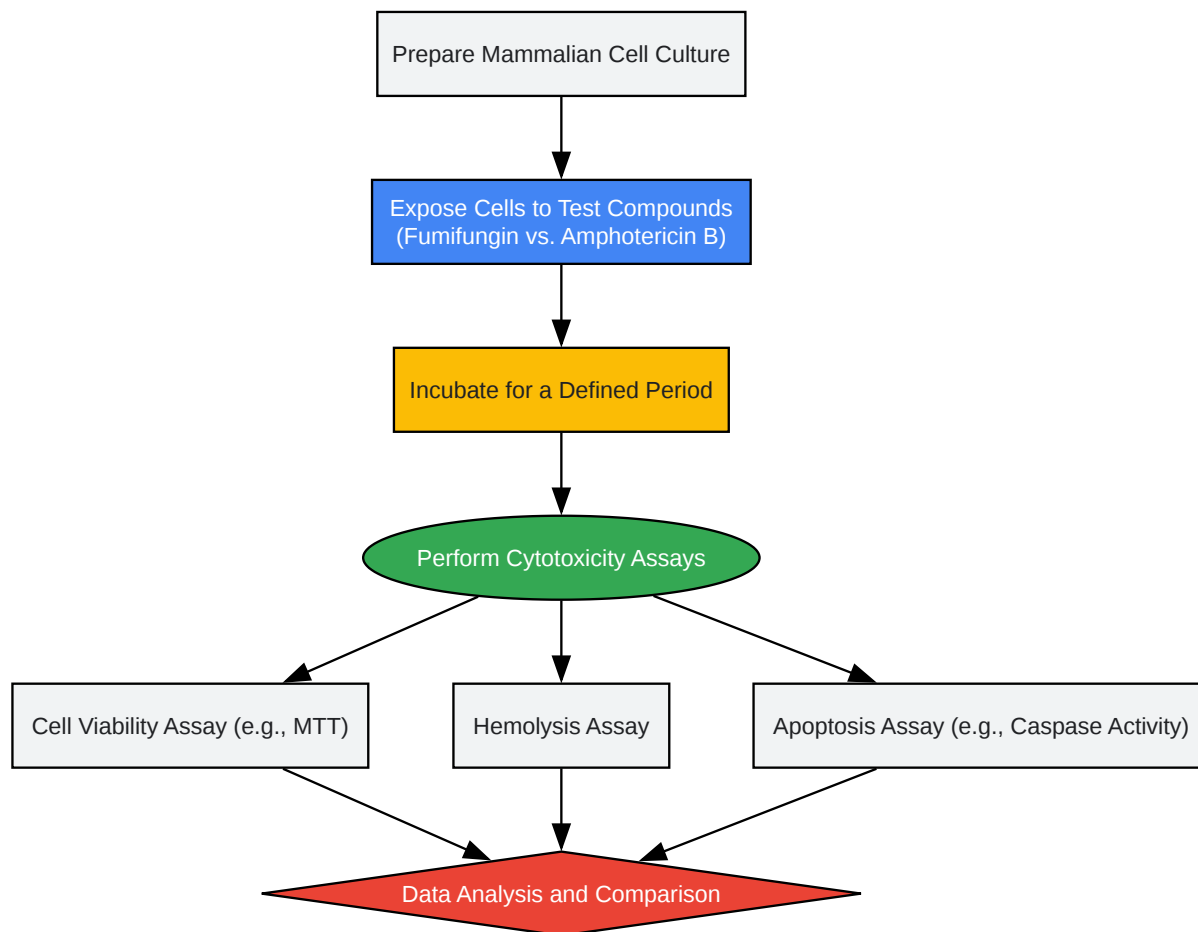 Prepare Mammalian Cell Culture
Expose Cells to Test Compounds
(Fumifungin vs. Amphotericin B)
Incubate for a Defined Period
Perform Cytotoxicity Assays
Cell Viability Assay (e.g., MTT)
Hemolysis Assay
Apoptosis Assay (e.g., Caspase Activity)
Data Analysis and Comparison